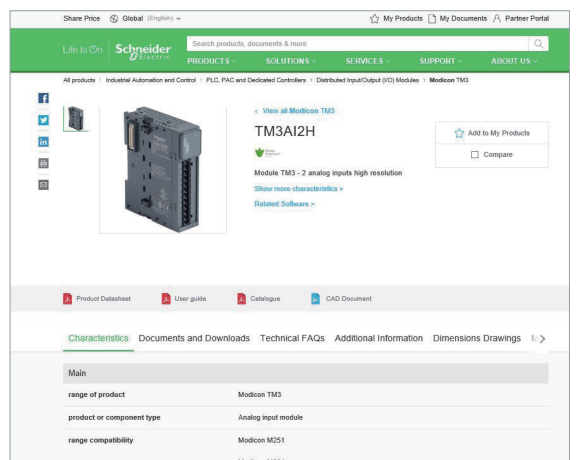 Share Price Global (English) My Products My Documents Partner Portal
Life Is On Schneider Electric
Search products, documents & more
PRODUCTS SOLUTIONS SERVICES SUPPORT ABOUT US
All products Industrial Automation and Control PLC, PAC and Dedicated Controllers Distributed Input/Output (I/O) Modules Modicon TM3
< View all Modicon TM3
TM3AI2H
Add to My Products
Compare
Module TM3 - 2 analog inputs high resolution
Show more characteristics >
Related Software >
Product Datasheet User guide Catalogue CAD Document
Characteristics Documents and Downloads Technical FAQs Additional Information Dimensions Drawings
Main
range of product Modicon TM3
product or component type Analog input module
range compatibility Modicon M251